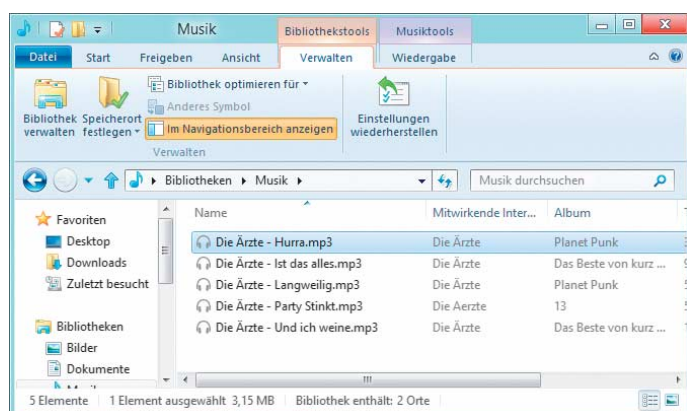 Musik
Bibliothekstools
Musiktools
Datei Start Freigeben Ansicht Verwalten Wiedergabe
Bibliothek verwalten
Speicherort festlegen
Bibliothek optimieren für
Anderes Symbol
Im Navigationsbereich anzeigen
Einstellungen wiederherstellen
Verwalten
Bibliotheken Musik
Musik durchsuchen
Favoriten
Desktop
Downloads
Zuletzt besucht
Bibliotheken
Bilder
Dokumente
Name Mitwirkende Inter... Album
Die Ärzte - Hurra.mp3 Die Ärzte Planet Punk
Die Ärzte - Ist das alles.mp3 Die Ärzte Das Beste von kurz ...
Die Ärzte - Langweilig.mp3 Die Ärzte Planet Punk
Die Ärzte - Party Stinkt.mp3 Die Aerzte 13
Die Ärzte - Und ich weine.mp3 Die Ärzte Das Beste von kurz ...
5 Elemente 1 Element ausgewählt 3,15 MB Bibliothek enthält: 2 Orte